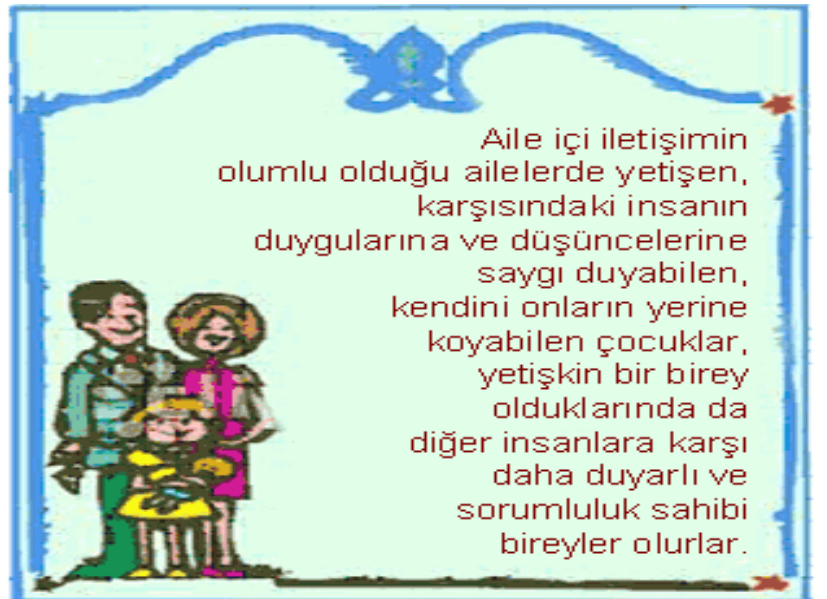 Aile içi iletişimin
olumlu olduğu ailelerde yetişen,
karşısındaki insanın
duygularına ve düşüncelerine
saygı duyabilen,
kendini onların yerine
koyabilen çocuklar,
yetişkin bir birey
olduklarında da
diğer insanlara karşı
daha duyarlı ve
sorumluluk sahibi
bireyler olurlar.